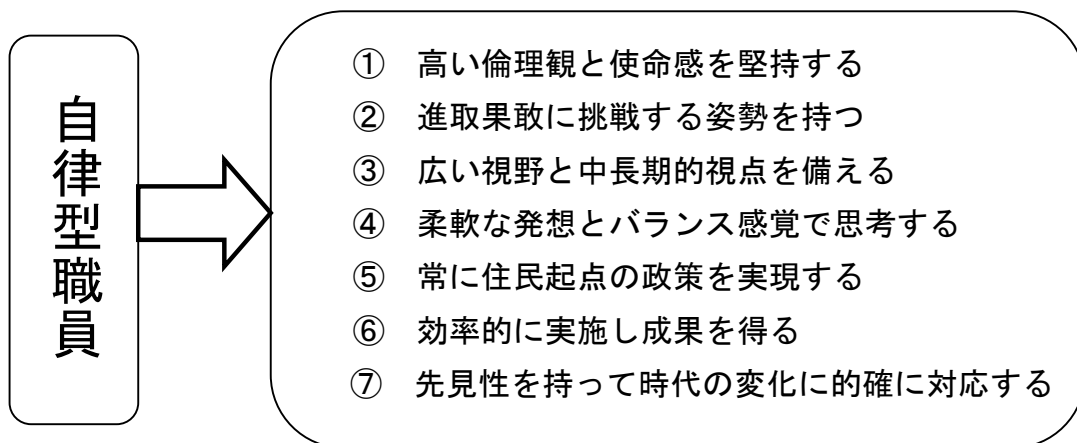 自律型職員
① 高い倫理観と使命感を堅持する
② 進取果敢に挑戦する姿勢を持つ
③ 広い視野と中長期的視点を備える
④ 柔軟な発想とバランス感覚で思考する
⑤ 常に住民起点の政策を実現する
⑥ 効率的に実施し成果を得る
⑦ 先見性を持って時代の変化に的確に対応する